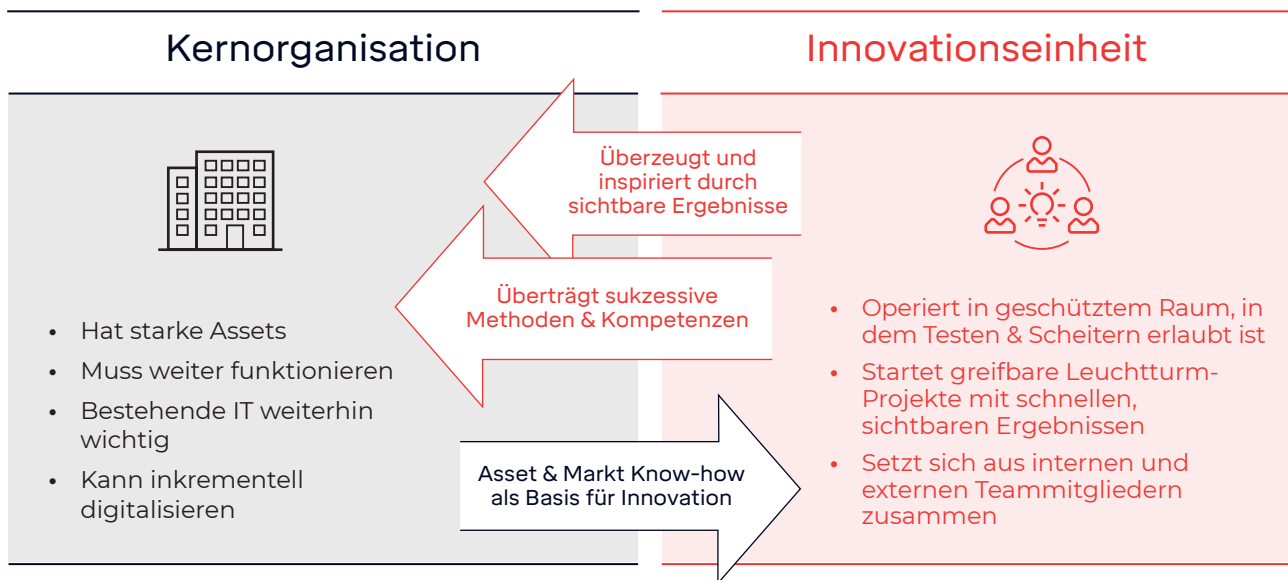 Kernorganisation
Innovationseinheit
Überzeugt und
inspiriert durch
sichtbare Ergebnisse
Überträgt sukzessive
Methoden & Kompetenzen
• Hat starke Assets
• Muss weiter funktionieren
• Bestehende IT weiterhin
wichtig
• Kann inkrementell
digitalisieren
Asset & Markt Know-how
als Basis für Innovation
• Operiert in geschütztem Raum, in
dem Testen & Scheitern erlaubt ist
• Startet greifbare Leuchtturm-
Projekte mit schnellen,
sichtbaren Ergebnissen
• Setzt sich aus internen und
externen Teammitgliedern
zusammen